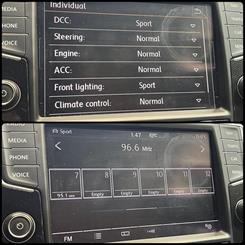 Individual
MEDIA
DCC: Sport
PHONE
Steering: Normal
VOICE
Engine: Normal
ACC: Normal
Front lighting: Sport
Climate control: Normal
MEDIA
Sport
1.47
PHONE
96.6 MHz
VOICE
7 8 9 10 11 12
95.1 Empty Empty Empty Empty Empty
FM